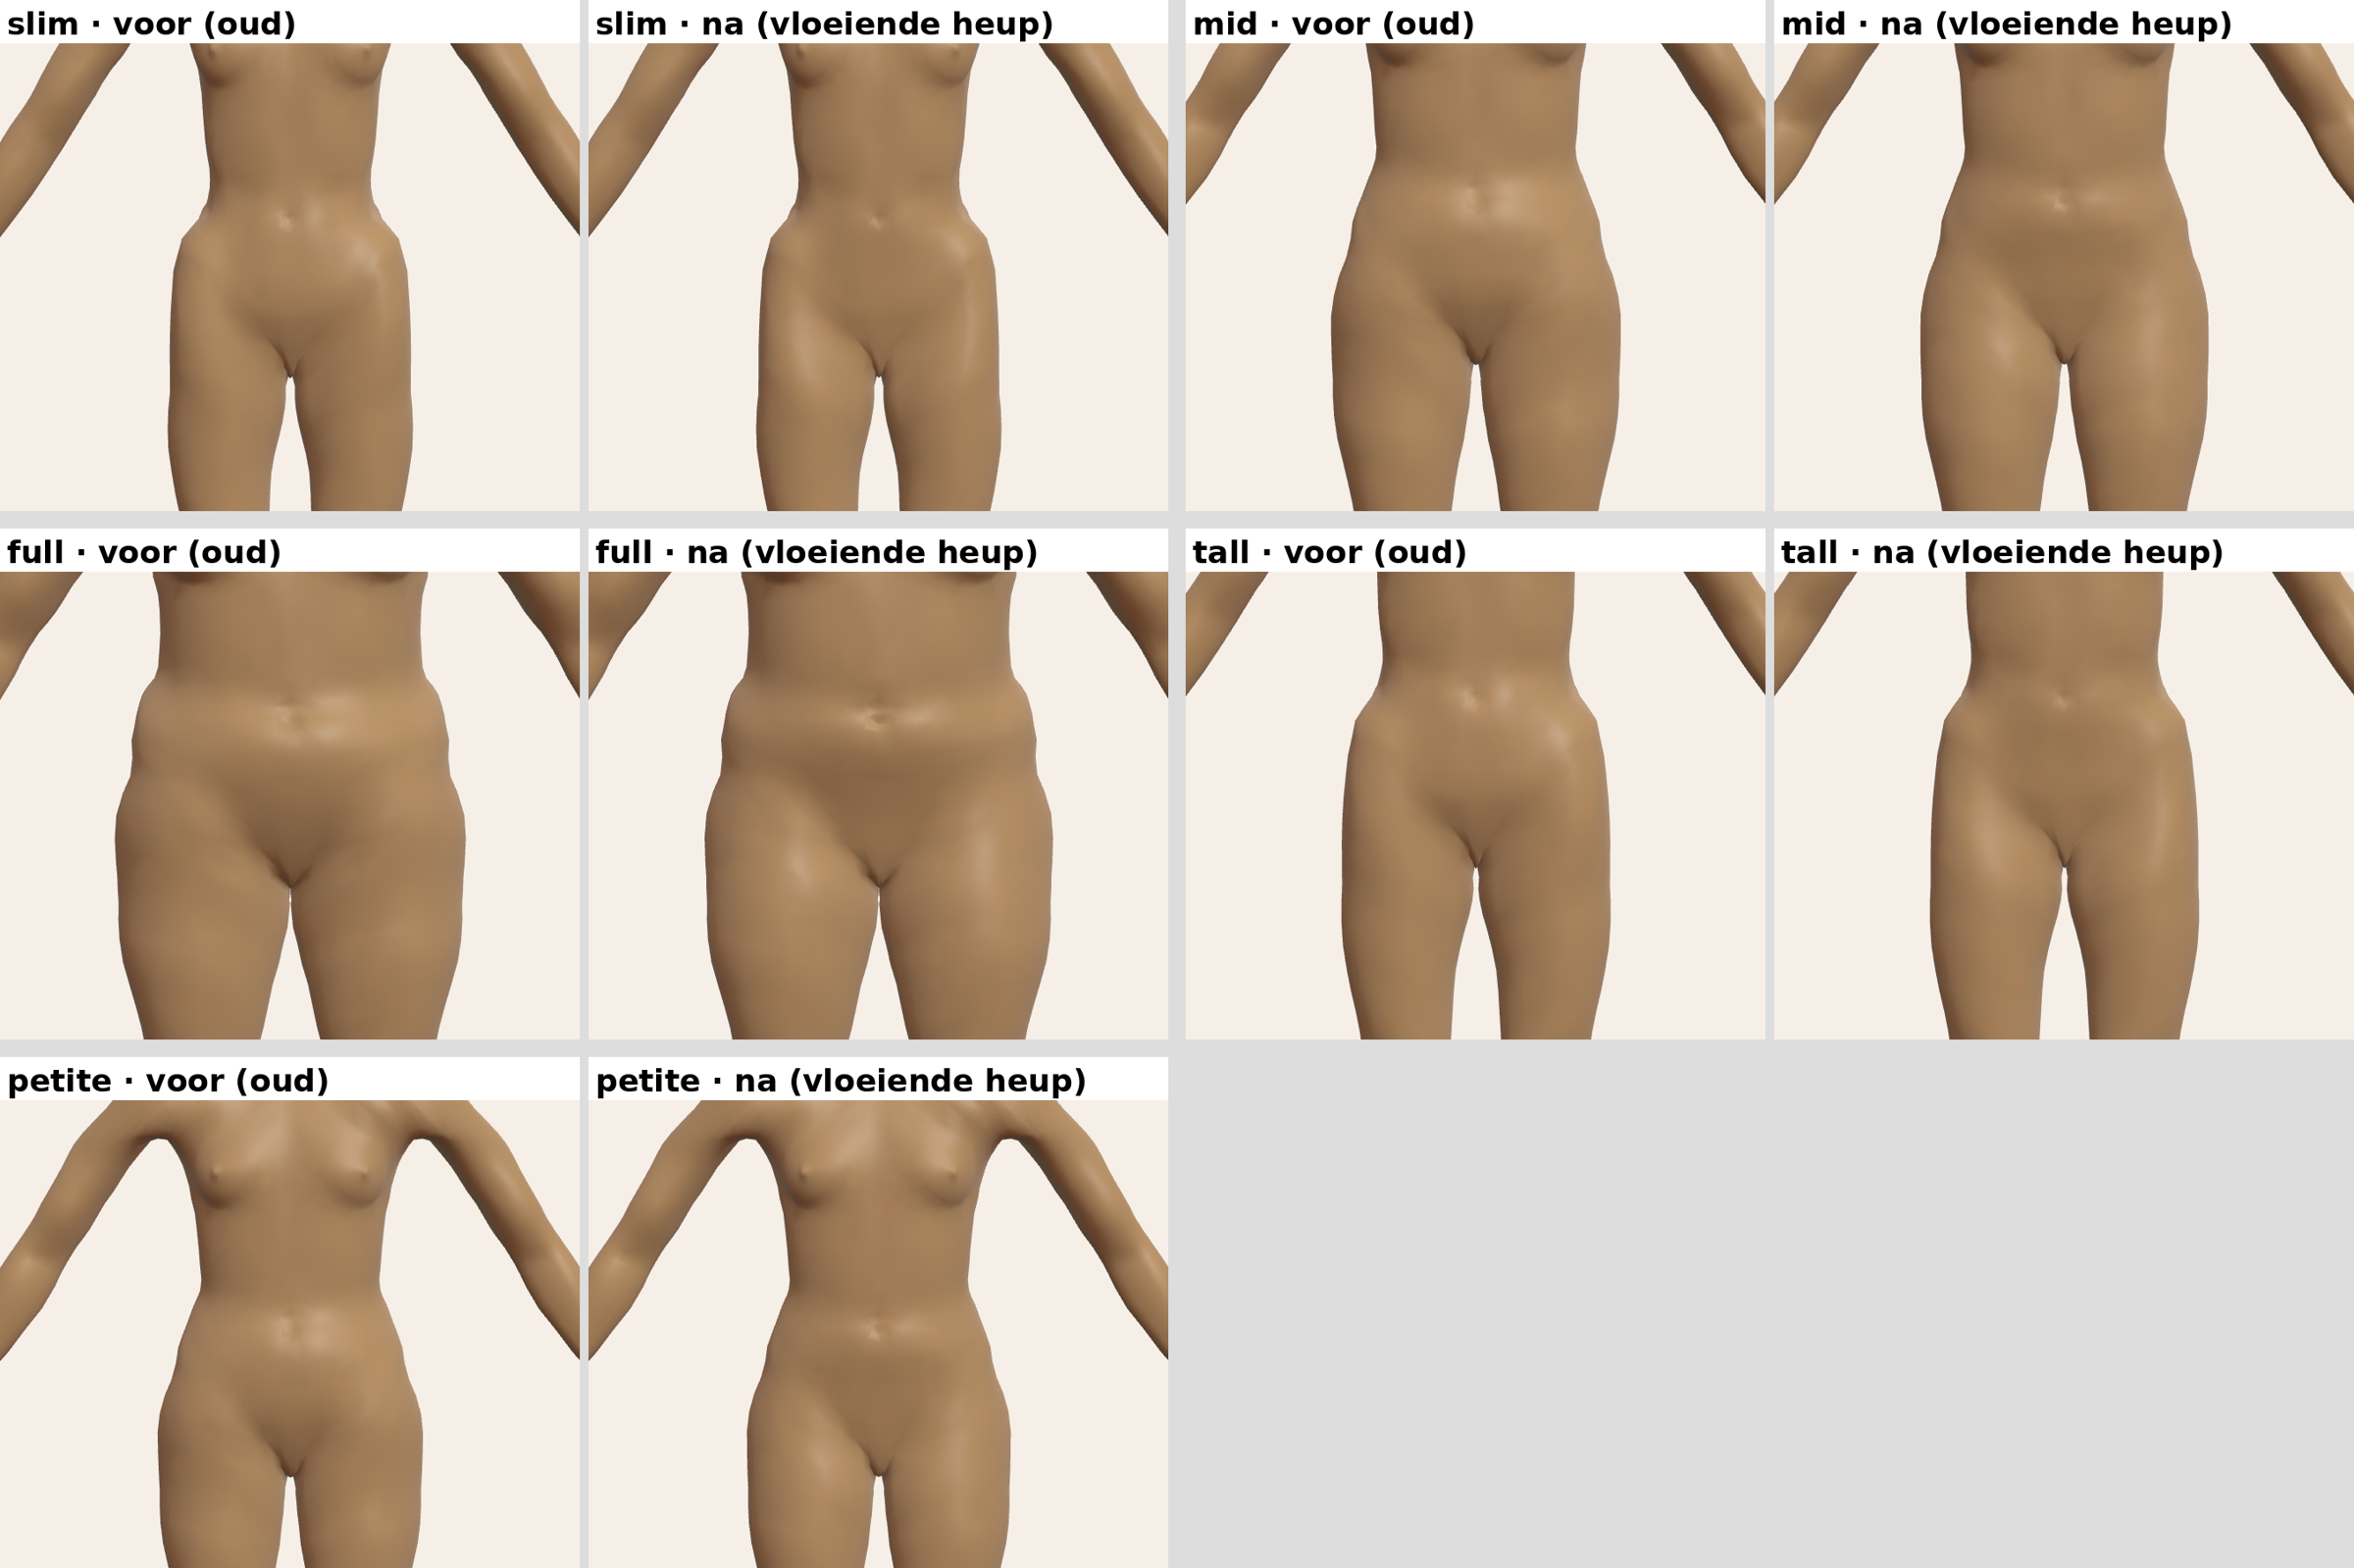 slim · voor (oud)
slim · na (vloeiende heup)
mid · voor (oud)
mid · na (vloeiende heup)
full · voor (oud)
full · na (vloeiende heup)
tall · voor (oud)
tall · na (vloeiende heup)
petite · voor (oud)
petite · na (vloeiende heup)